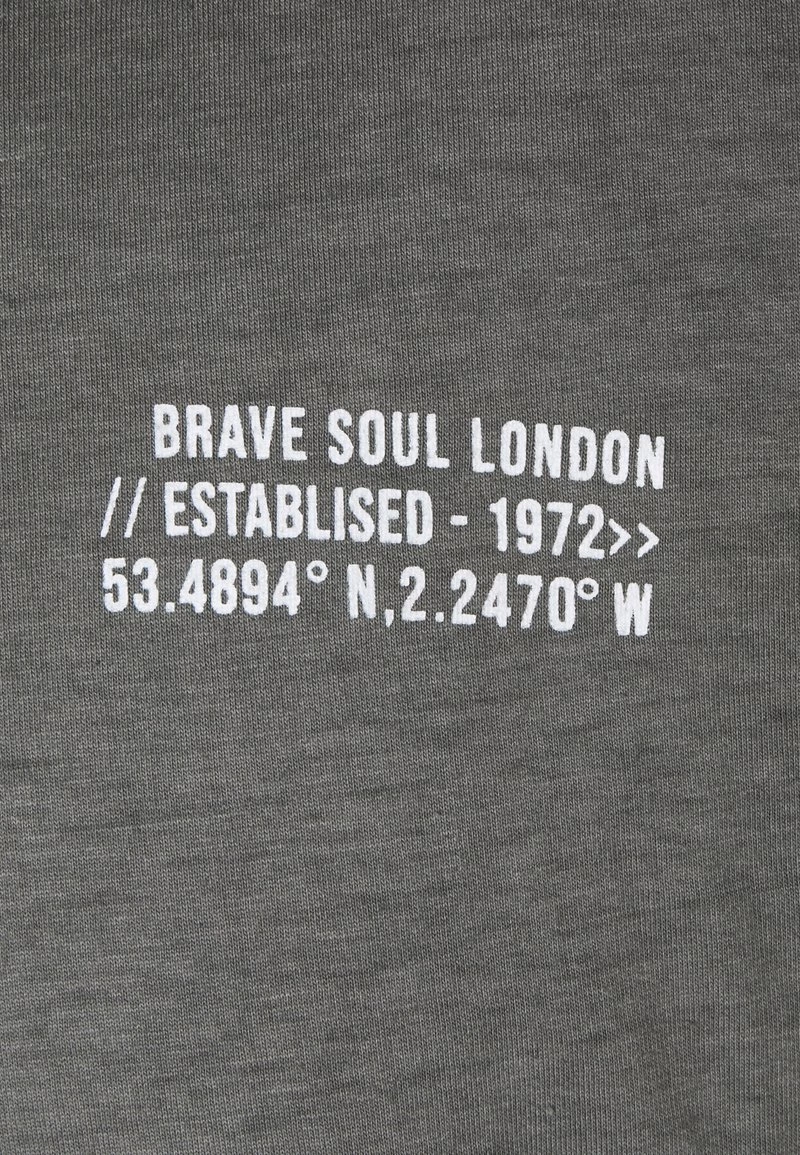 BRAVE SOUL LONDON
// ESTABLISED - 1972>>
53.4894° N,2.2470° W